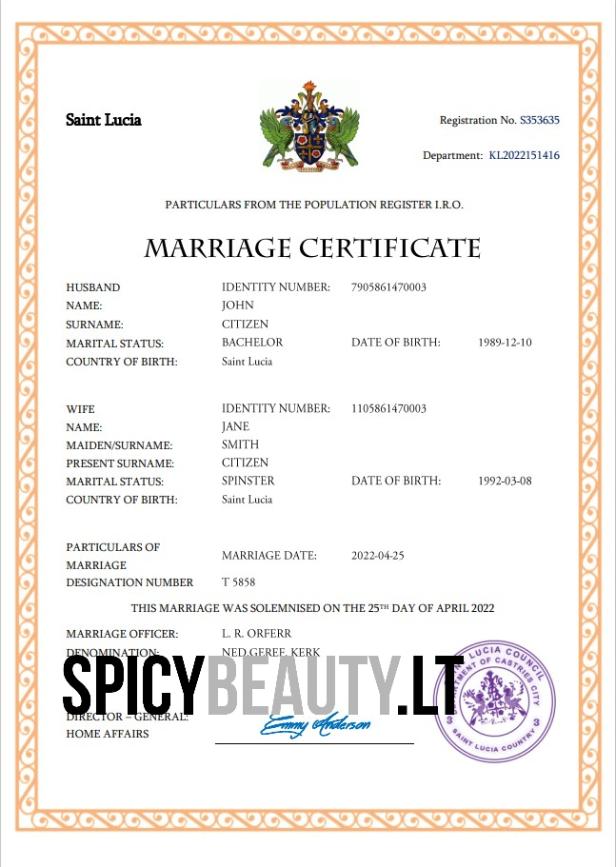 Saint Lucia
Registration No. S353635
Department: KL2022151416
PARTICULARS FROM THE POPULATION REGISTER I.R.O.
MARRIAGE CERTIFICATE
HUSBAND IDENTITY NUMBER: 7905861470003
NAME: JOHN
SURNAME: CITIZEN
MARITAL STATUS: BACHELOR DATE OF BIRTH: 1989-12-10
COUNTRY OF BIRTH: Saint Lucia
WIFE IDENTITY NUMBER: 1105861470003
NAME: JANE
MAIDEN/SURNAME: SMITH
PRESENT SURNAME: CITIZEN
MARITAL STATUS: SPINSTER DATE OF BIRTH: 1992-03-08
COUNTRY OF BIRTH: Saint Lucia
PARTICULARS OF
MARRIAGE MARRIAGE DATE: 2022-04-25
DESIGNATION NUMBER T 5858
THIS MARRIAGE WAS SOLEMNISED ON THE 25TH DAY OF APRIL 2022
MARRIAGE OFFICER: L. R. ORFERR
DENOMINATION: NED.GEREF. KERK
SPICYBEAUTY.LT
DIRECTOR – GENERAL:
HOME AFFAIRS
Emmy Anderson
LUCIA COUNCIL
OF CASTRIES CITY
SAINT LUCIA COUNTRY